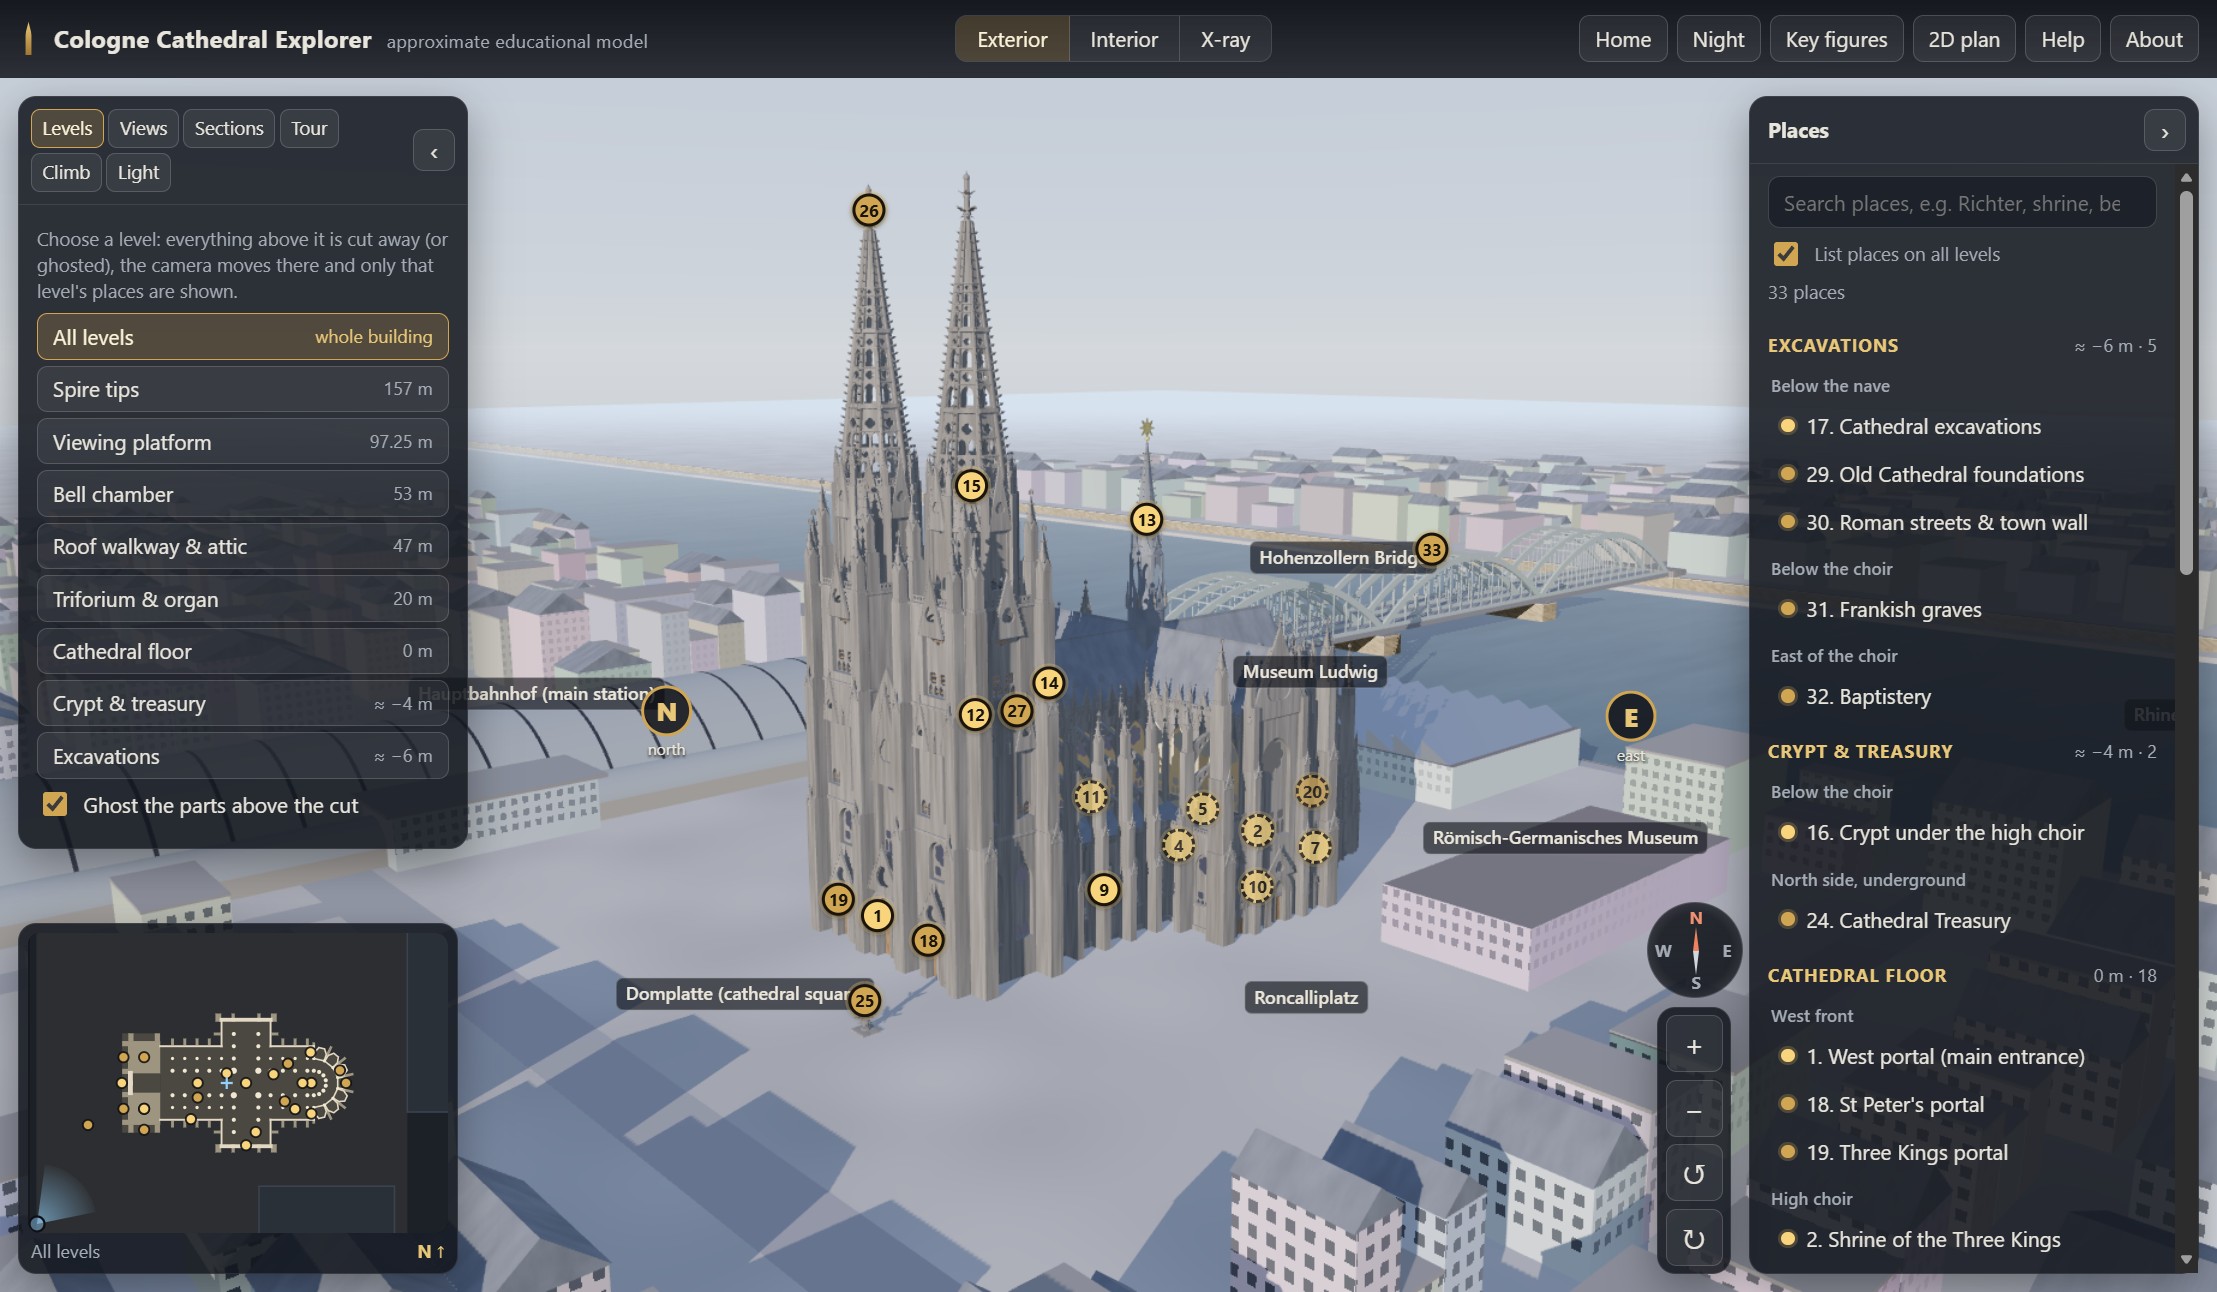 Cologne Cathedral Explorer approximate educational model
Exterior Interior X-ray
Home Night Key figures 2D plan Help About
Levels Views Sections Tour
Climb Light
‹
Choose a level: everything above it is cut away (or
ghosted), the camera moves there and only that
level's places are shown.
All levels whole building
Spire tips 157 m
Viewing platform 97.25 m
Bell chamber 53 m
Roof walkway & attic 47 m
Triforium & organ 20 m
Cathedral floor 0 m
Crypt & treasury ≈ −4 m
Excavations ≈ −6 m
Ghost the parts above the cut
All levels N ↑
26
15
13
Hohenzollern Bridg
33
Museum Ludwig
14
12
27
Hauptbahnhof (main station)
N
north
E
east
11
5
20
2
4
7
Römisch-Germanisches Museum
10
9
19
1
18
Domplatte (cathedral squar
25
Roncalliplatz
N
W E
S
+
−
↺
↻
Places
›
Search places, e.g. Richter, shrine, be
List places on all levels
33 places
EXCAVATIONS ≈ −6 m · 5
Below the nave
17. Cathedral excavations
29. Old Cathedral foundations
30. Roman streets & town wall
Below the choir
31. Frankish graves
East of the choir
32. Baptistery
CRYPT & TREASURY ≈ −4 m · 2
Below the choir
16. Crypt under the high choir
North side, underground
24. Cathedral Treasury
CATHEDRAL FLOOR 0 m · 18
West front
1. West portal (main entrance)
18. St Peter's portal
19. Three Kings portal
High choir
2. Shrine of the Three Kings
Rhine